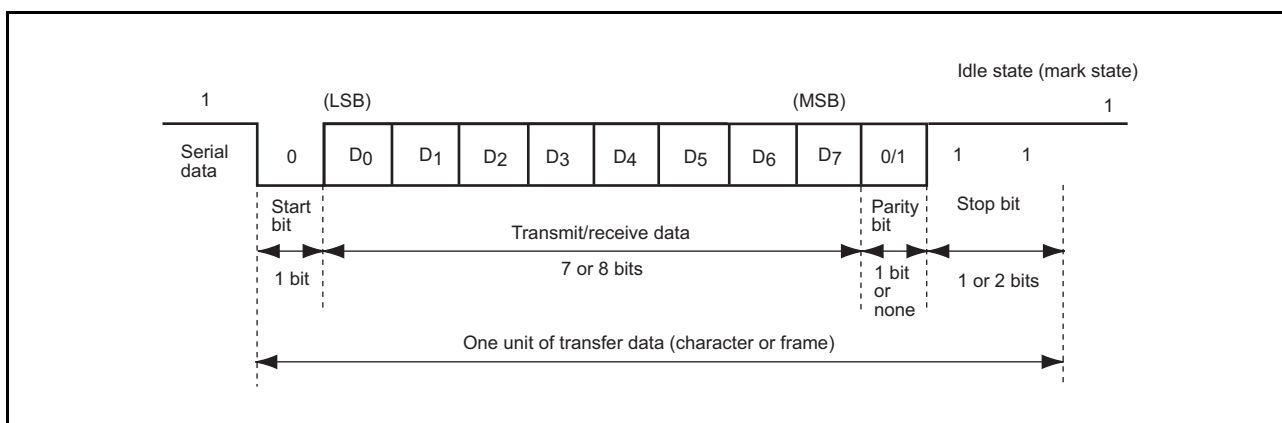 Idle state (mark state)
1 (LSB) (MSB) 1
Serial
data
0 D0 D1 D2 D3 D4 D5 D6 D7 0/1 1 1
Start
bit
Transmit/receive data
Parity
bit
Stop bit
1 bit
7 or 8 bits
1 bit
or
none
1 or 2 bits
One unit of transfer data (character or frame)